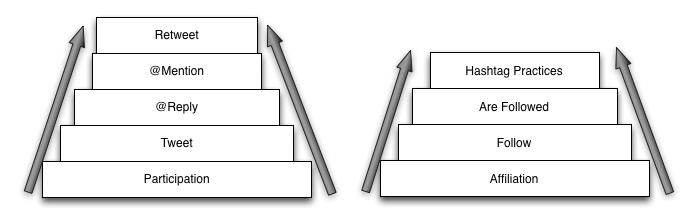 Retweet
@Mention
@Reply
Tweet
Participation
Hashtag Practices
Are Followed
Follow
Affiliation